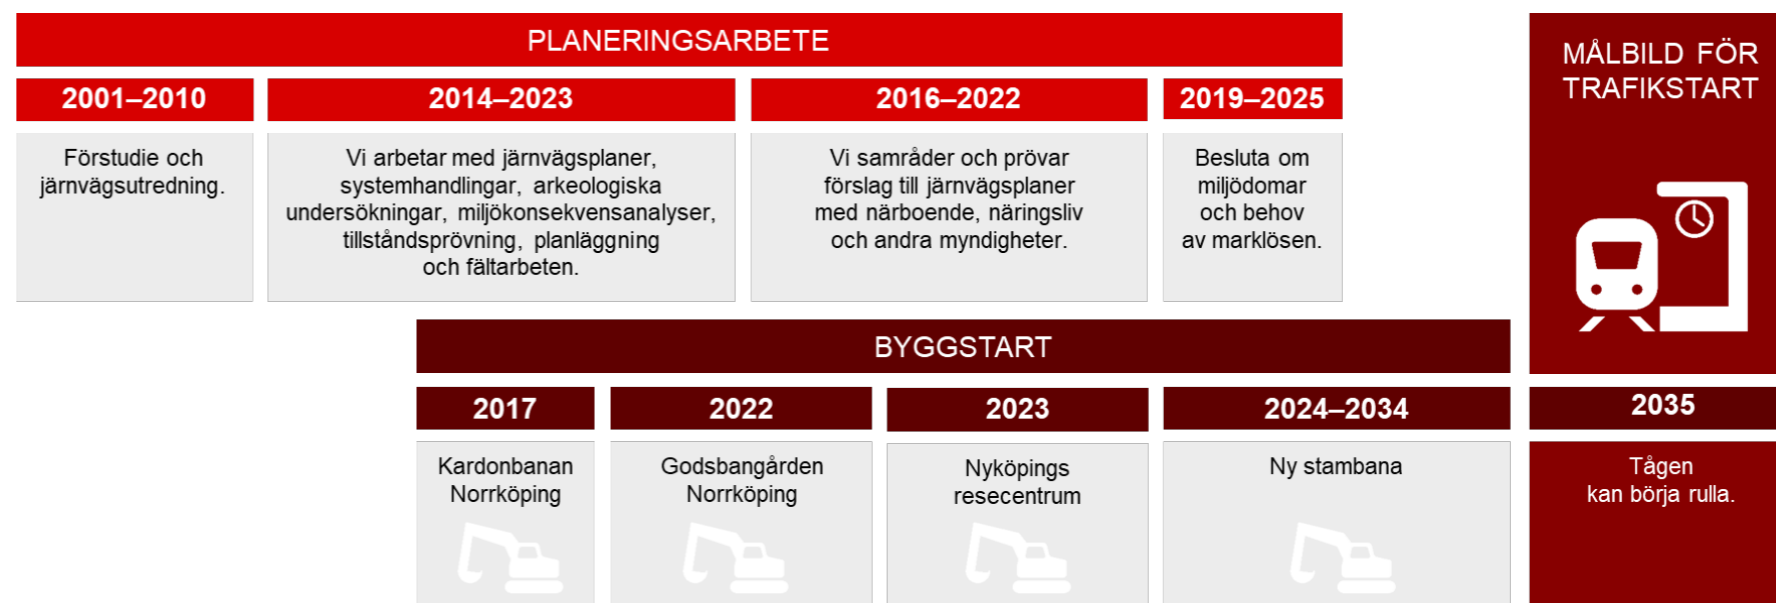 PLANERINGSARBETE
2001–2010
Förstudie och
järnvägsutredning.
2014–2023
Vi arbetar med järnvägsplaner,
systemhandlingar, arkeologiska
undersökningar, miljökonsekvensanalyser,
tillståndsprövning, planläggning
och fältarbeten.
2016–2022
Vi samråder och prövar
förslag till järnvägsplaner
med närboende, näringsliv
och andra myndigheter.
2019–2025
Besluta om
miljödomar
och behov
av marklösen.
BYGGSTART
2017
Kardonbanan
Norrköping
2022
Godsbangården
Norrköping
2023
Nyköpings
resecentrum
2024–2034
Ny stambana
MÅLBILD FÖR
TRAFIKSTART
2035
Tågen
kan börja rulla.